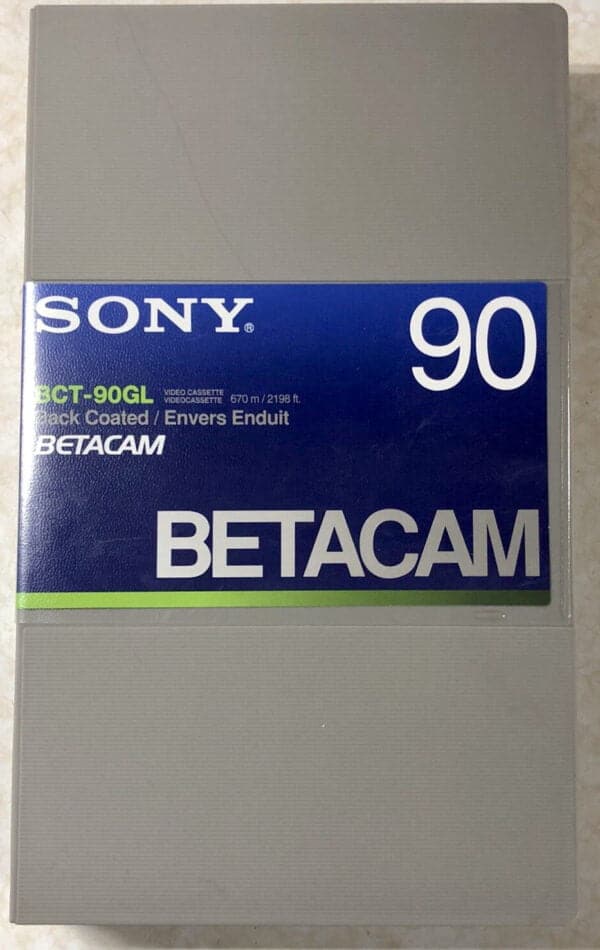 SONY®
90
BCT-90GL VIDEO CASSETTE
VIDEOCASSETTE 670 m / 2198 ft.
Back Coated / Envers Enduit
BETACAM
BETACAM